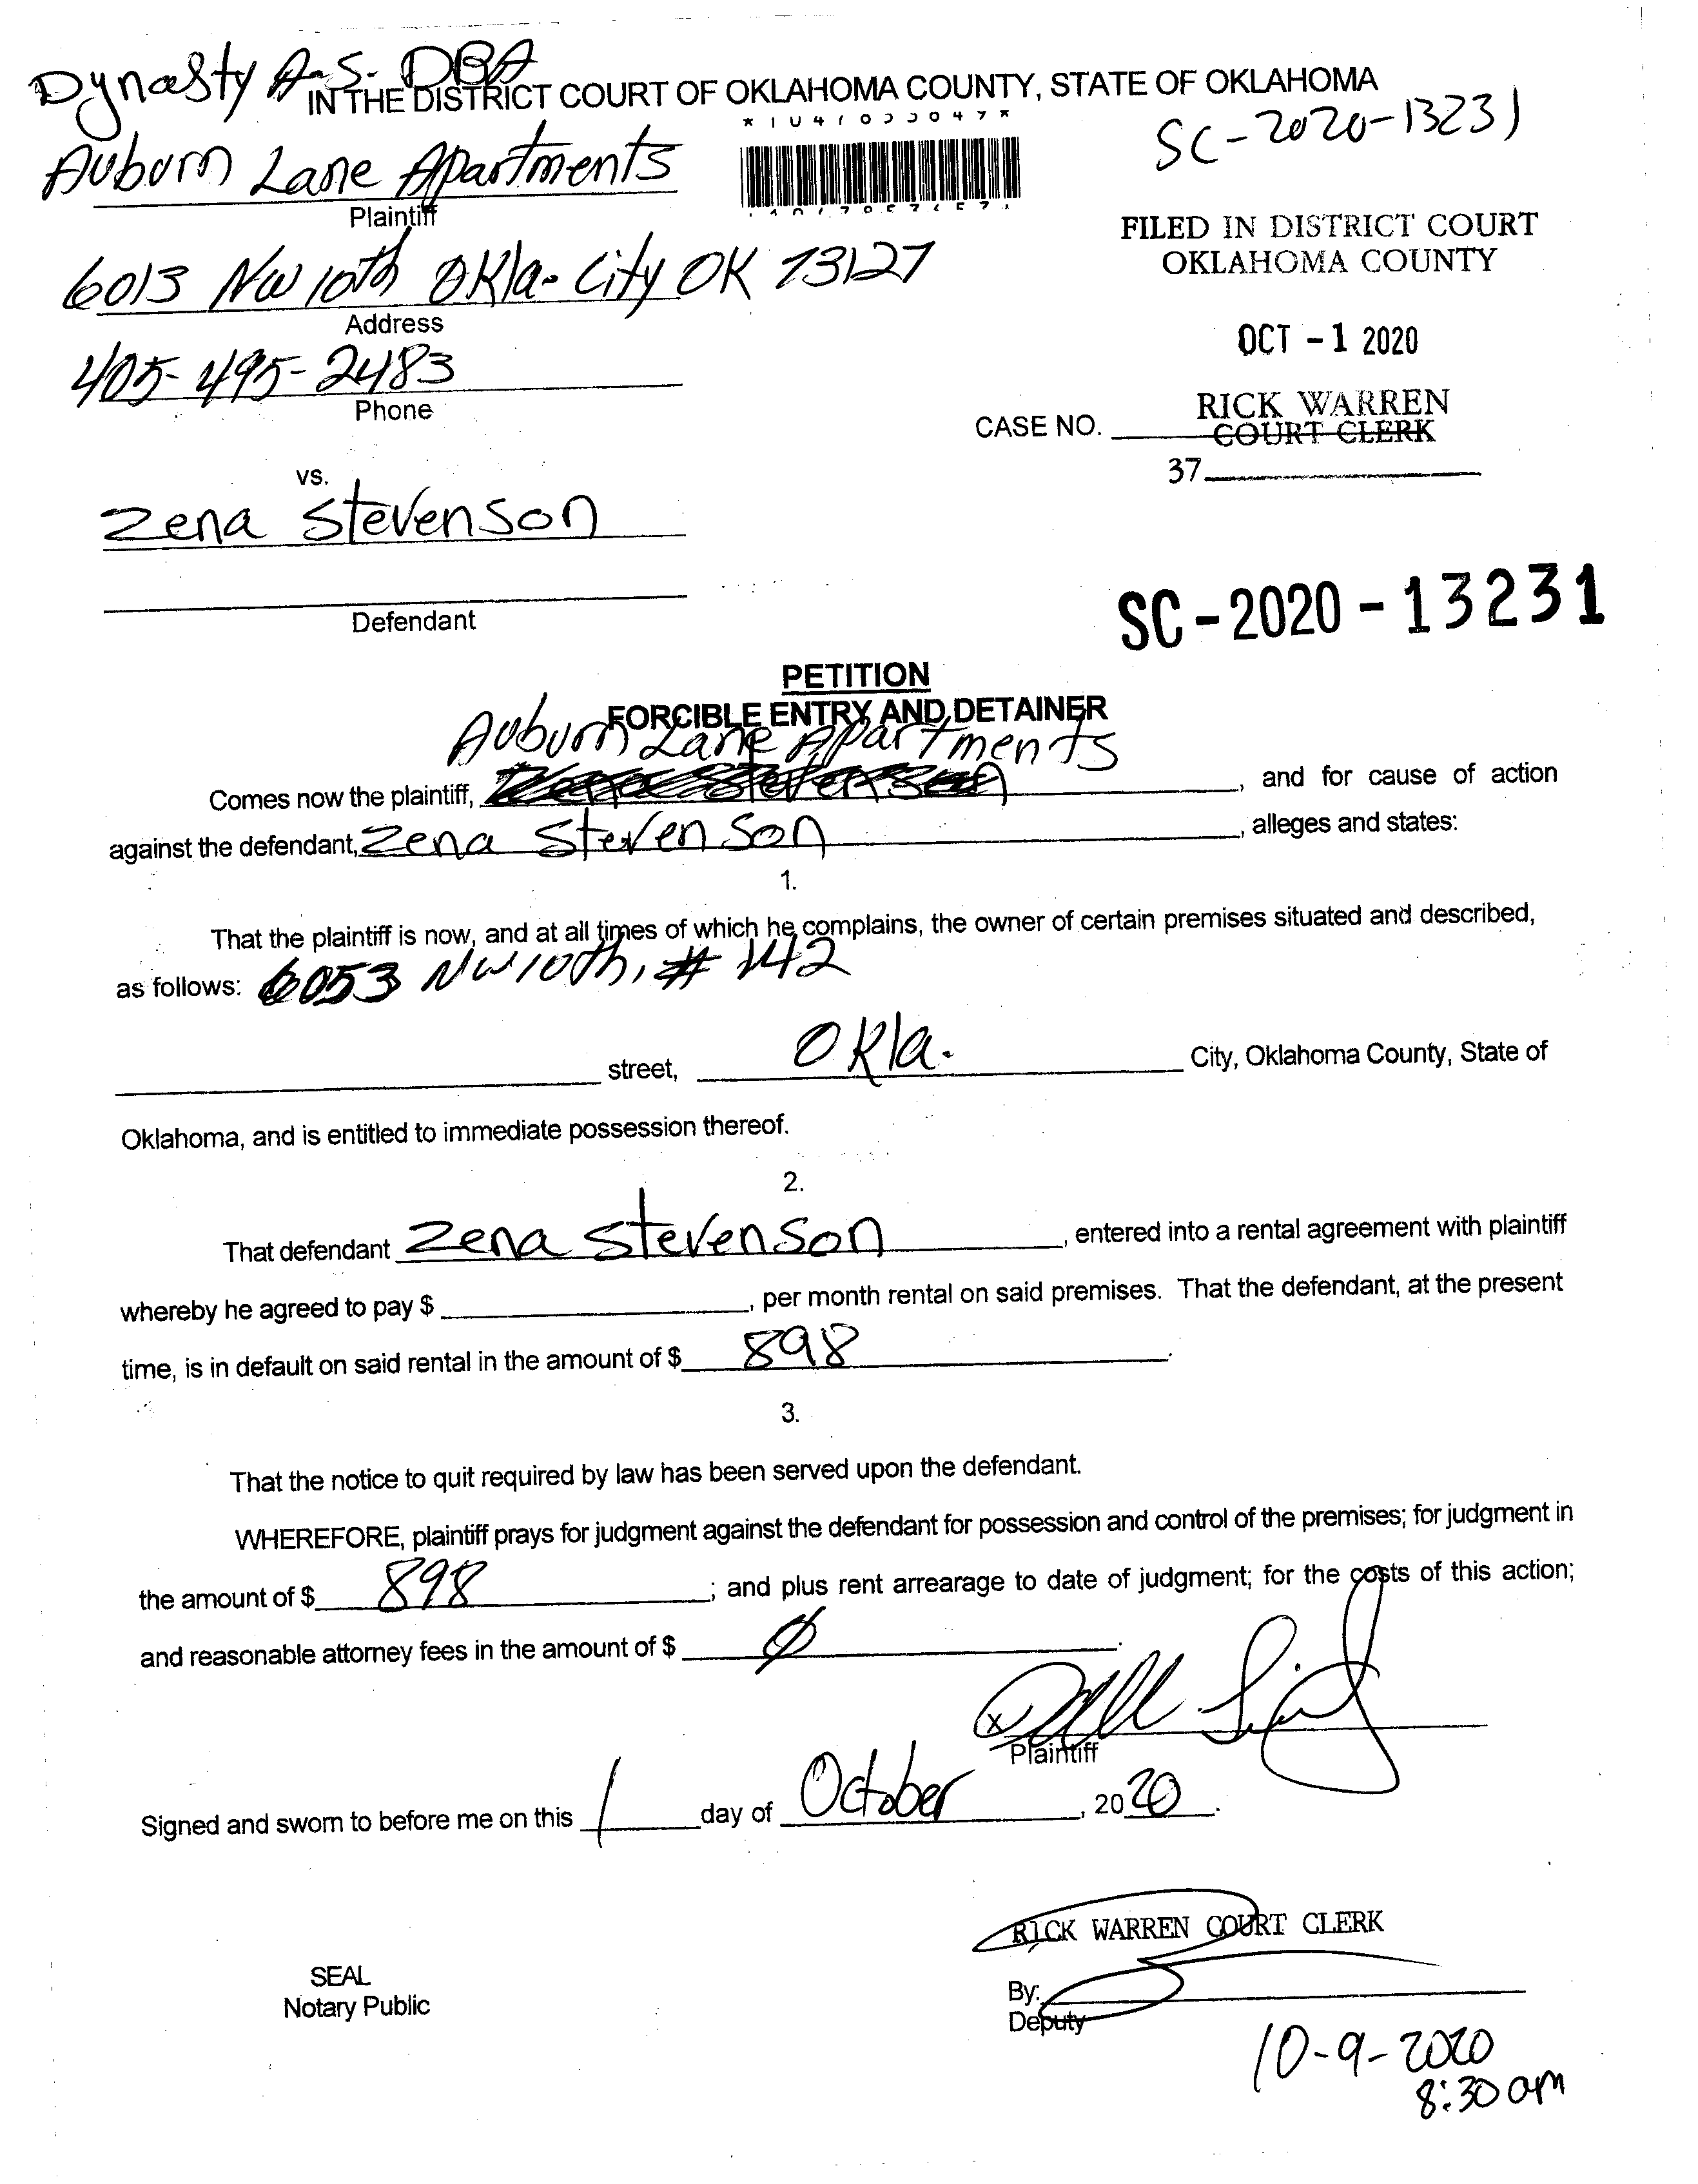 Dynasty A.S. DBA
IN THE DISTRICT COURT OF OKLAHOMA COUNTY, STATE OF OKLAHOMA
SC-2020-13231
Auburn Lane Apartments
Plaintiff
FILED IN DISTRICT COURT
OKLAHOMA COUNTY
6013 NW 10th Okla. City OK 73127
Address
OCT -1 2020
405-495-2483
Phone
RICK WARREN
CASE NO. COURT CLERK
37
vs.
Zena Stevenson
Defendant
SC-2020-13231
PETITION
FORCIBLE ENTRY AND DETAINER
Auburn Lane Apartments
Comes now the plaintiff, , and for cause of action
against the defendant, Zena Stevenson, alleges and states:
1.
That the plaintiff is now, and at all times of which he complains, the owner of certain premises situated and described,
as follows: 6053 NW 10th, # 142
street, Okla. City, Oklahoma County, State of
Oklahoma, and is entitled to immediate possession thereof.
2.
That defendant Zena Stevenson, entered into a rental agreement with plaintiff
whereby he agreed to pay $ , per month rental on said premises. That the defendant, at the present
time, is in default on said rental in the amount of $ 898.
3.
That the notice to quit required by law has been served upon the defendant.
WHEREFORE, plaintiff prays for judgment against the defendant for possession and control of the premises; for judgment in
the amount of $ 898; and plus rent arrearage to date of judgment; for the costs of this action;
and reasonable attorney fees in the amount of $ Ø.
x
Plaintiff
Signed and sworn to before me on this 1 day of October, 2020.
RICK WARREN COURT CLERK
SEAL
Notary Public
By:
Deputy
10-9-2020
8:30 am